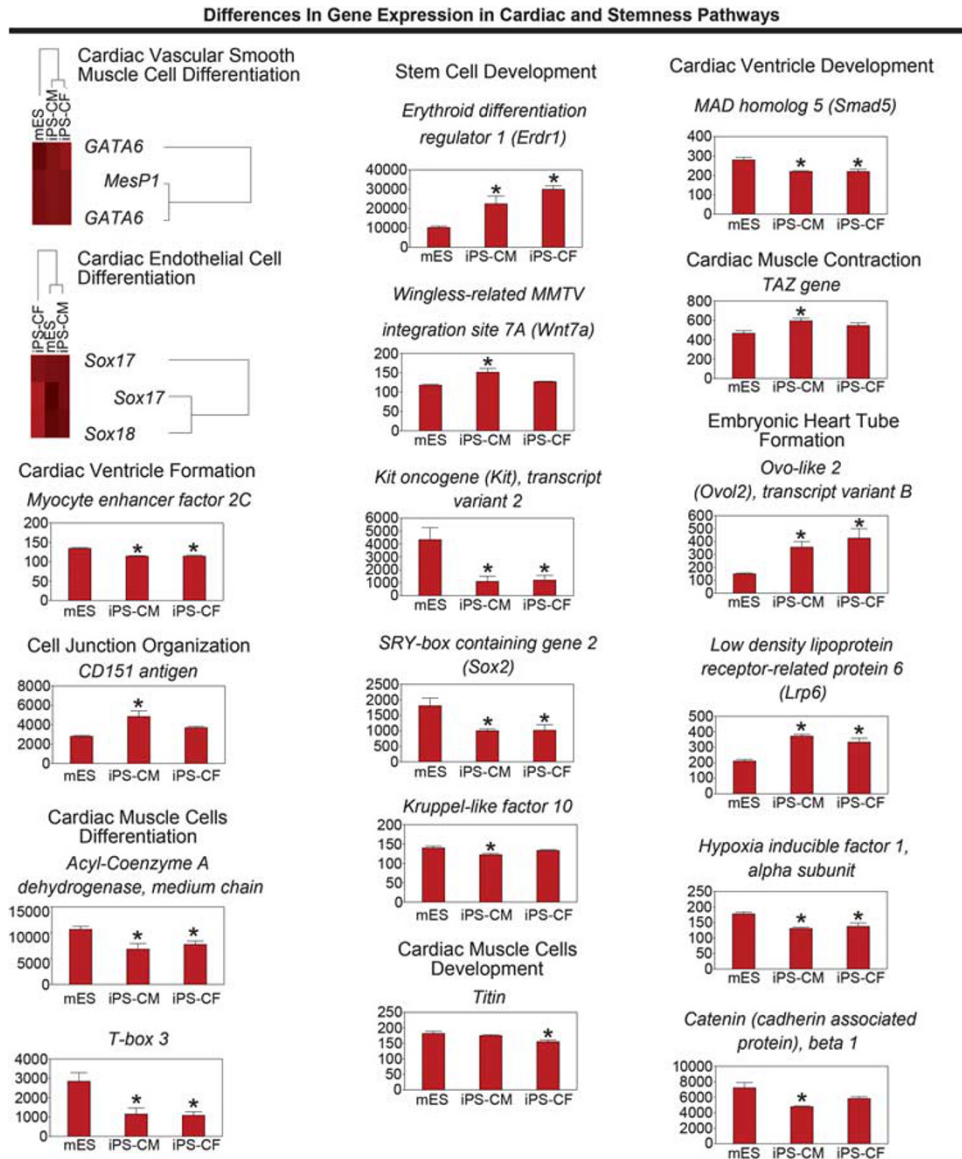 Differences In Gene Expression in Cardiac and Stemness Pathways
Cardiac Vascular Smooth
Muscle Cell Differentiation
mES
iPS-CM
iPS-CF
GATA6
MesP1
GATA6
Cardiac Endothelial Cell
Differentiation
iPS-CF
mES
iPS-CM
Sox17
Sox17
Sox18
Cardiac Ventricle Formation
Myocyte enhancer factor 2C
200
150
100
50
0
* *
mES iPS-CM iPS-CF
Cell Junction Organization
CD151 antigen
8000
6000
4000
2000
0
*
mES iPS-CM iPS-CF
Cardiac Muscle Cells
Differentiation
Acyl-Coenzyme A
dehydrogenase, medium chain
15000
10000
5000
0
* *
mES iPS-CM iPS-CF
T-box 3
4000
3000
2000
1000
0
* *
mES iPS-CM iPS-CF
Stem Cell Development
Erythroid differentiation
regulator 1 (Erdr1)
40000
30000
20000
10000
0
* *
mES iPS-CM iPS-CF
Wingless-related MMTV
integration site 7A (Wnt7a)
200
150
100
50
0
*
mES iPS-CM iPS-CF
Kit oncogene (Kit), transcript
variant 2
6000
5000
4000
3000
2000
1000
0
* *
mES iPS-CM iPS-CF
SRY-box containing gene 2
(Sox2)
2500
2000
1500
1000
500
0
* *
mES iPS-CM iPS-CF
Kruppel-like factor 10
200
150
100
50
0
*
mES iPS-CM iPS-CF
Cardiac Muscle Cells
Development
Titin
250
200
150
100
50
0
*
mES iPS-CM iPS-CF
Cardiac Ventricle Development
MAD homolog 5 (Smad5)
400
300
200
100
0
* *
mES iPS-CM iPS-CF
Cardiac Muscle Contraction
TAZ gene
800
600
400
200
0
*
mES iPS-CM iPS-CF
Embryonic Heart Tube
Formation
Ovo-like 2
(Ovol2), transcript variant B
600
500
400
300
200
100
0
* *
mES iPS-CM iPS-CF
Low density lipoprotein
receptor-related protein 6
(Lrp6)
500
400
300
200
100
0
* *
mES iPS-CM iPS-CF
Hypoxia inducible factor 1,
alpha subunit
250
200
150
100
50
0
* *
mES iPS-CM iPS-CF
Catenin (cadherin associated
protein), beta 1
10000
8000
6000
4000
2000
0
*
mES iPS-CM iPS-CF